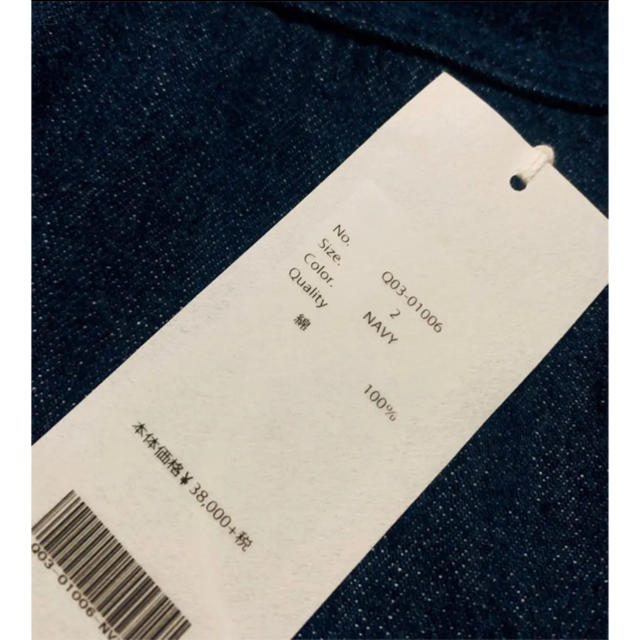 No. Q03-01006
Size. 2
Color. NAVY
Quality
綿 100%
本体価格¥38,000+税
Q03-01006-NV